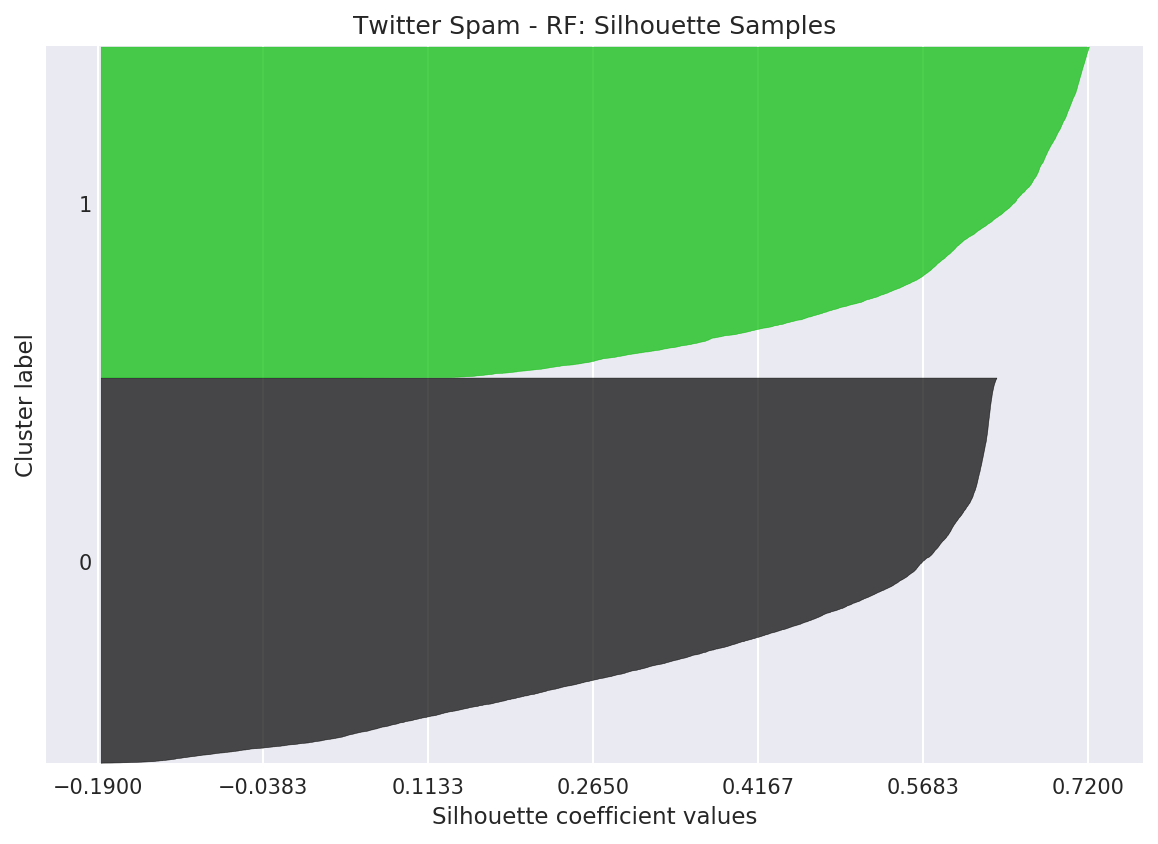 Twitter Spam - RF: Silhouette Samples
1
0
Cluster label
−0.1900 −0.0383 0.1133 0.2650 0.4167 0.5683 0.7200
Silhouette coefficient values